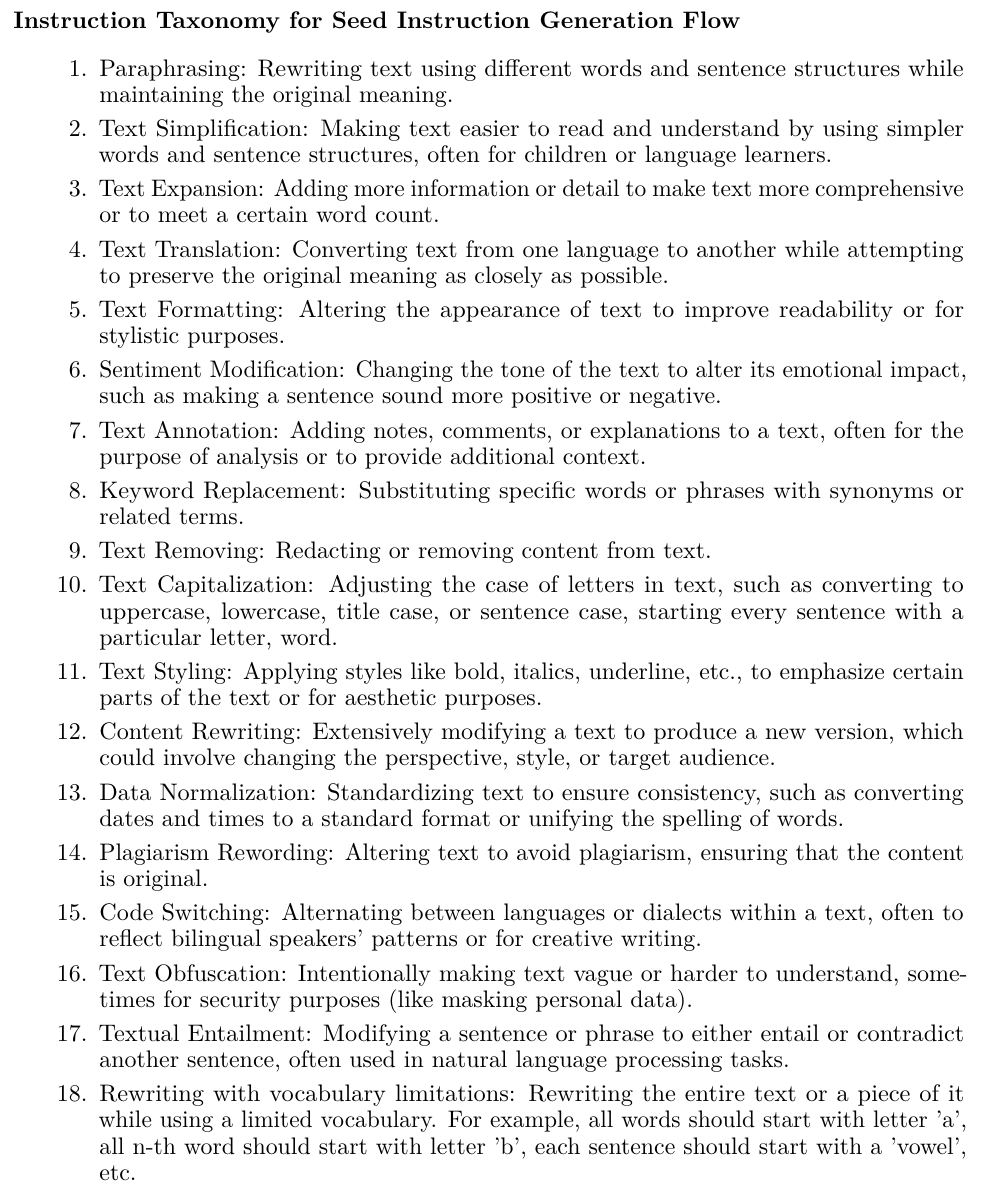 Instruction Taxonomy for Seed Instruction Generation Flow
1. Paraphrasing: Rewriting text using different words and sentence structures while
maintaining the original meaning.
2. Text Simplification: Making text easier to read and understand by using simpler
words and sentence structures, often for children or language learners.
3. Text Expansion: Adding more information or detail to make text more comprehensive
or to meet a certain word count.
4. Text Translation: Converting text from one language to another while attempting
to preserve the original meaning as closely as possible.
5. Text Formatting: Altering the appearance of text to improve readability or for
stylistic purposes.
6. Sentiment Modification: Changing the tone of the text to alter its emotional impact,
such as making a sentence sound more positive or negative.
7. Text Annotation: Adding notes, comments, or explanations to a text, often for the
purpose of analysis or to provide additional context.
8. Keyword Replacement: Substituting specific words or phrases with synonyms or
related terms.
9. Text Removing: Redacting or removing content from text.
10. Text Capitalization: Adjusting the case of letters in text, such as converting to
uppercase, lowercase, title case, or sentence case, starting every sentence with a
particular letter, word.
11. Text Styling: Applying styles like bold, italics, underline, etc., to emphasize certain
parts of the text or for aesthetic purposes.
12. Content Rewriting: Extensively modifying a text to produce a new version, which
could involve changing the perspective, style, or target audience.
13. Data Normalization: Standardizing text to ensure consistency, such as converting
dates and times to a standard format or unifying the spelling of words.
14. Plagiarism Rewording: Altering text to avoid plagiarism, ensuring that the content
is original.
15. Code Switching: Alternating between languages or dialects within a text, often to
reflect bilingual speakers' patterns or for creative writing.
16. Text Obfuscation: Intentionally making text vague or harder to understand, some-
times for security purposes (like masking personal data).
17. Textual Entailment: Modifying a sentence or phrase to either entail or contradict
another sentence, often used in natural language processing tasks.
18. Rewriting with vocabulary limitations: Rewriting the entire text or a piece of it
while using a limited vocabulary. For example, all words should start with letter 'a',
all n-th word should start with letter 'b', each sentence should start with a 'vowel',
etc.